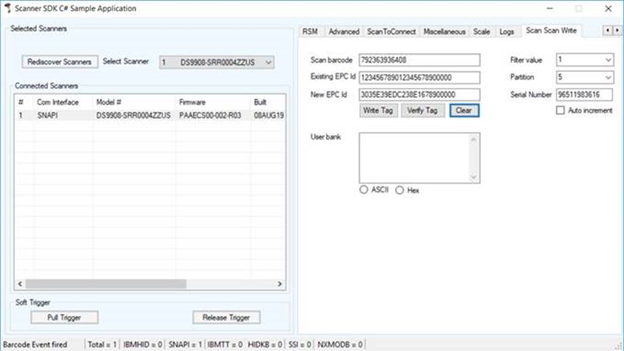 Scanner SDK C# Sample Application
Selected Scanners
Rediscover Scanners Select Scanner 1 DS9908-SRR0004ZZUS
Connected Scanners
# Com Interface Model # Firmware Built
1 SNAPI DS9908-SRR0004ZZUS PAAECS00-002-R03 08AUG19
Soft Trigger
Pull Trigger Release Trigger
RSM Advanced ScanToConnect Miscellaneous Scale Logs Scan Scan Write
Scan barcode 792363936408 Filter value 1
Existing EPC Id 123456789012345678900000 Partition 5
New EPC Id 3035E39EDC238E1678900000 Serial Number 96511983616
Write Tag Verify Tag Clear Auto increment
User bank
ASCII Hex
Barcode Event fired Total = 1 IBMHID = 0 SNAPI = 1 IBMTT = 0 HIDKB = 0 SSI = 0 NXMODB = 0